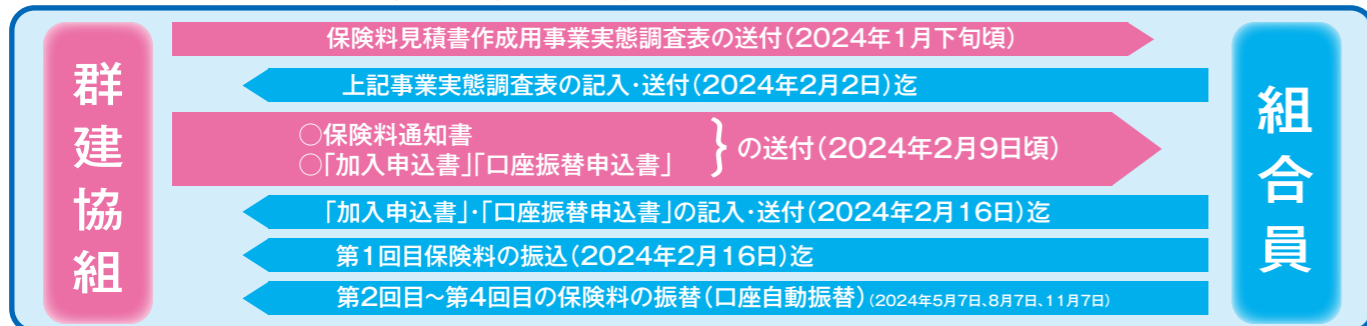 群建協組
保険料見積書作成用事業実態調査表の送付(2024年1月下旬頃)
上記事業実態調査表の記入・送付(2024年2月2日)迄
○保険料通知書
○「加入申込書」「口座振替申込書」
}の送付(2024年2月9日頃)
「加入申込書」・「口座振替申込書」の記入・送付(2024年2月16日)迄
第1回目保険料の振込(2024年2月16日)迄
第2回目~第4回目の保険料の振替(口座自動振替)(2024年5月7日、8月7日、11月7日)
組合員